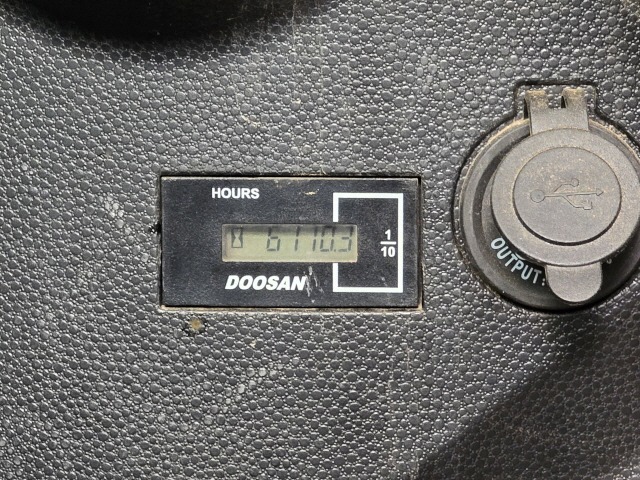 HOURS
6110.3
1
10
DOOSAN
OUTPUT: